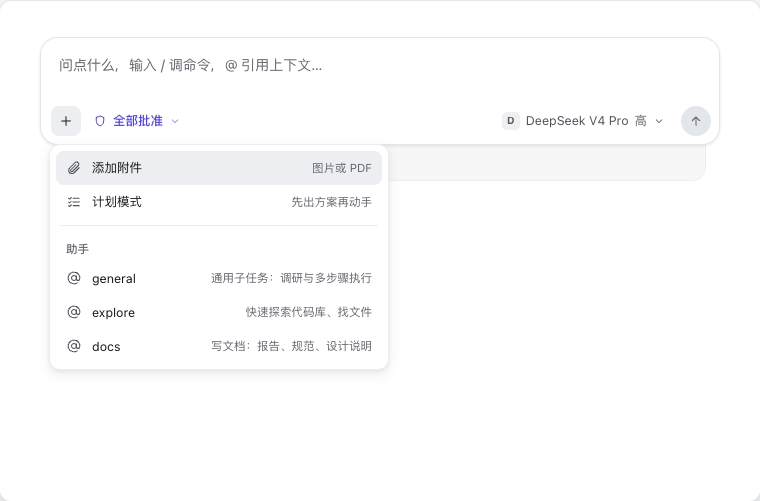 问点什么，输入 / 调命令，@ 引用上下文...
全部批准
D DeepSeek V4 Pro 高
添加附件 图片或 PDF
计划模式 先出方案再动手
助手
general 通用子任务：调研与多步骤执行
explore 快速探索代码库、找文件
docs 写文档：报告、规范、设计说明